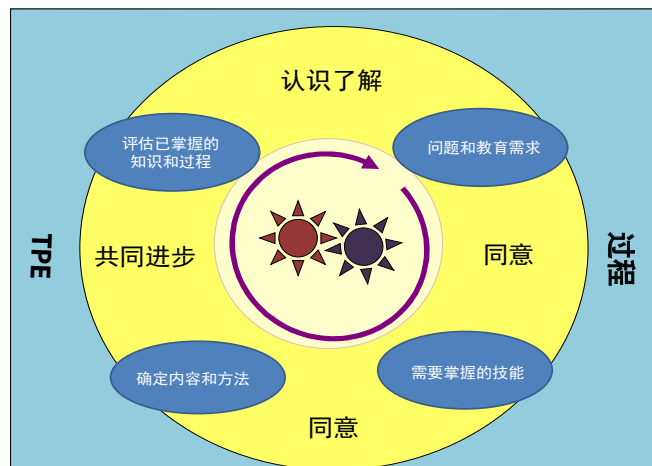 认识了解
评估已掌握的
知识和过程
问题和教育需求
TPE
共同进步
同意
过程
确定内容和方法
需要掌握的技能
同意